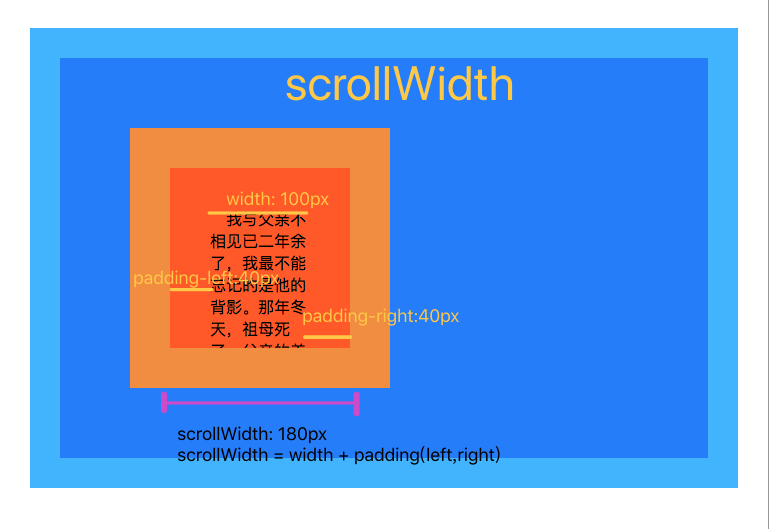 scrollWidth
width: 100px
我与父亲不
相见已二年余
了，我最不能
padding-left:40px
忘记的是他的
背影。那年冬
padding-right:40px
天，祖母死
了，父亲的差
scrollWidth: 180px
scrollWidth = width + padding(left,right)